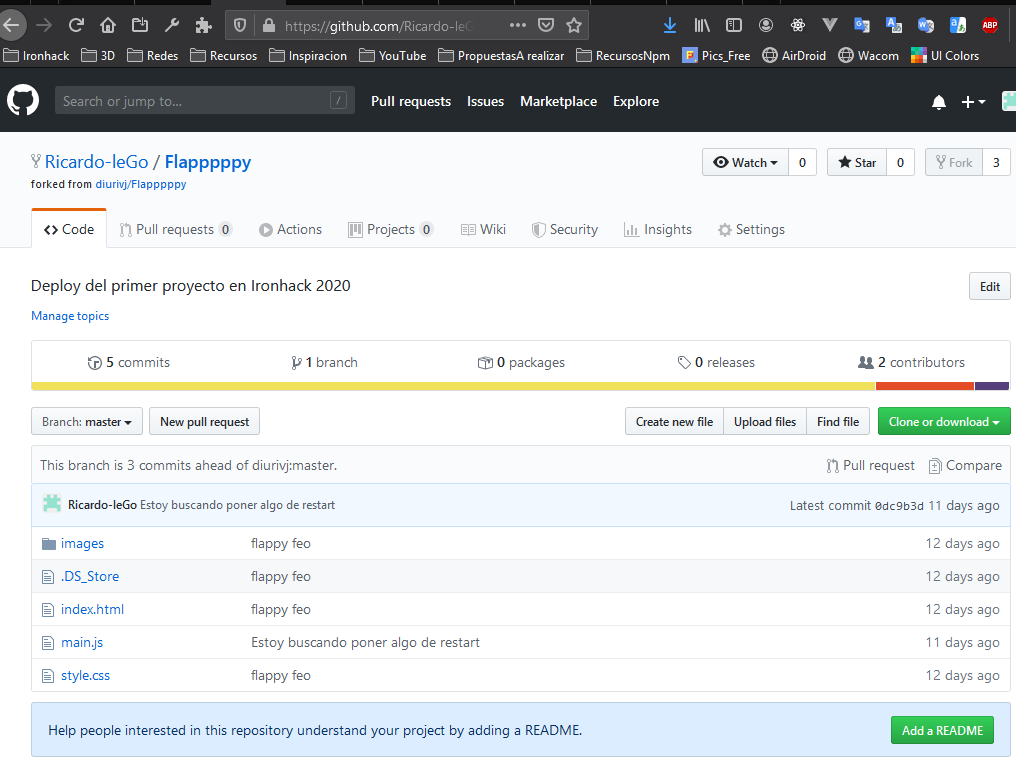 https://github.com/Ricardo-leGo
Ironhack 3D Redes Recursos Inspiracion YouTube PropuestasA realizar RecursosNpm Pics_Free AirDroid Wacom UI Colors
Search or jump to... / Pull requests Issues Marketplace Explore
Ricardo-leGo / Flapppppy Watch 0 Star 0 Fork 3
forked from diurivj/Flapppppy
Code Pull requests 0 Actions Projects 0 Wiki Security Insights Settings
Deploy del primer proyecto en Ironhack 2020 Edit
Manage topics
5 commits 1 branch 0 packages 0 releases 2 contributors
Branch: master New pull request Create new file Upload files Find file Clone or download
This branch is 3 commits ahead of diurivj:master. Pull request Compare
Ricardo-leGo Estoy buscando poner algo de restart Latest commit 0dc9b3d 11 days ago
images flappy feo 12 days ago
.DS_Store flappy feo 12 days ago
index.html flappy feo 12 days ago
main.js Estoy buscando poner algo de restart 11 days ago
style.css flappy feo 12 days ago
Help people interested in this repository understand your project by adding a README. Add a README